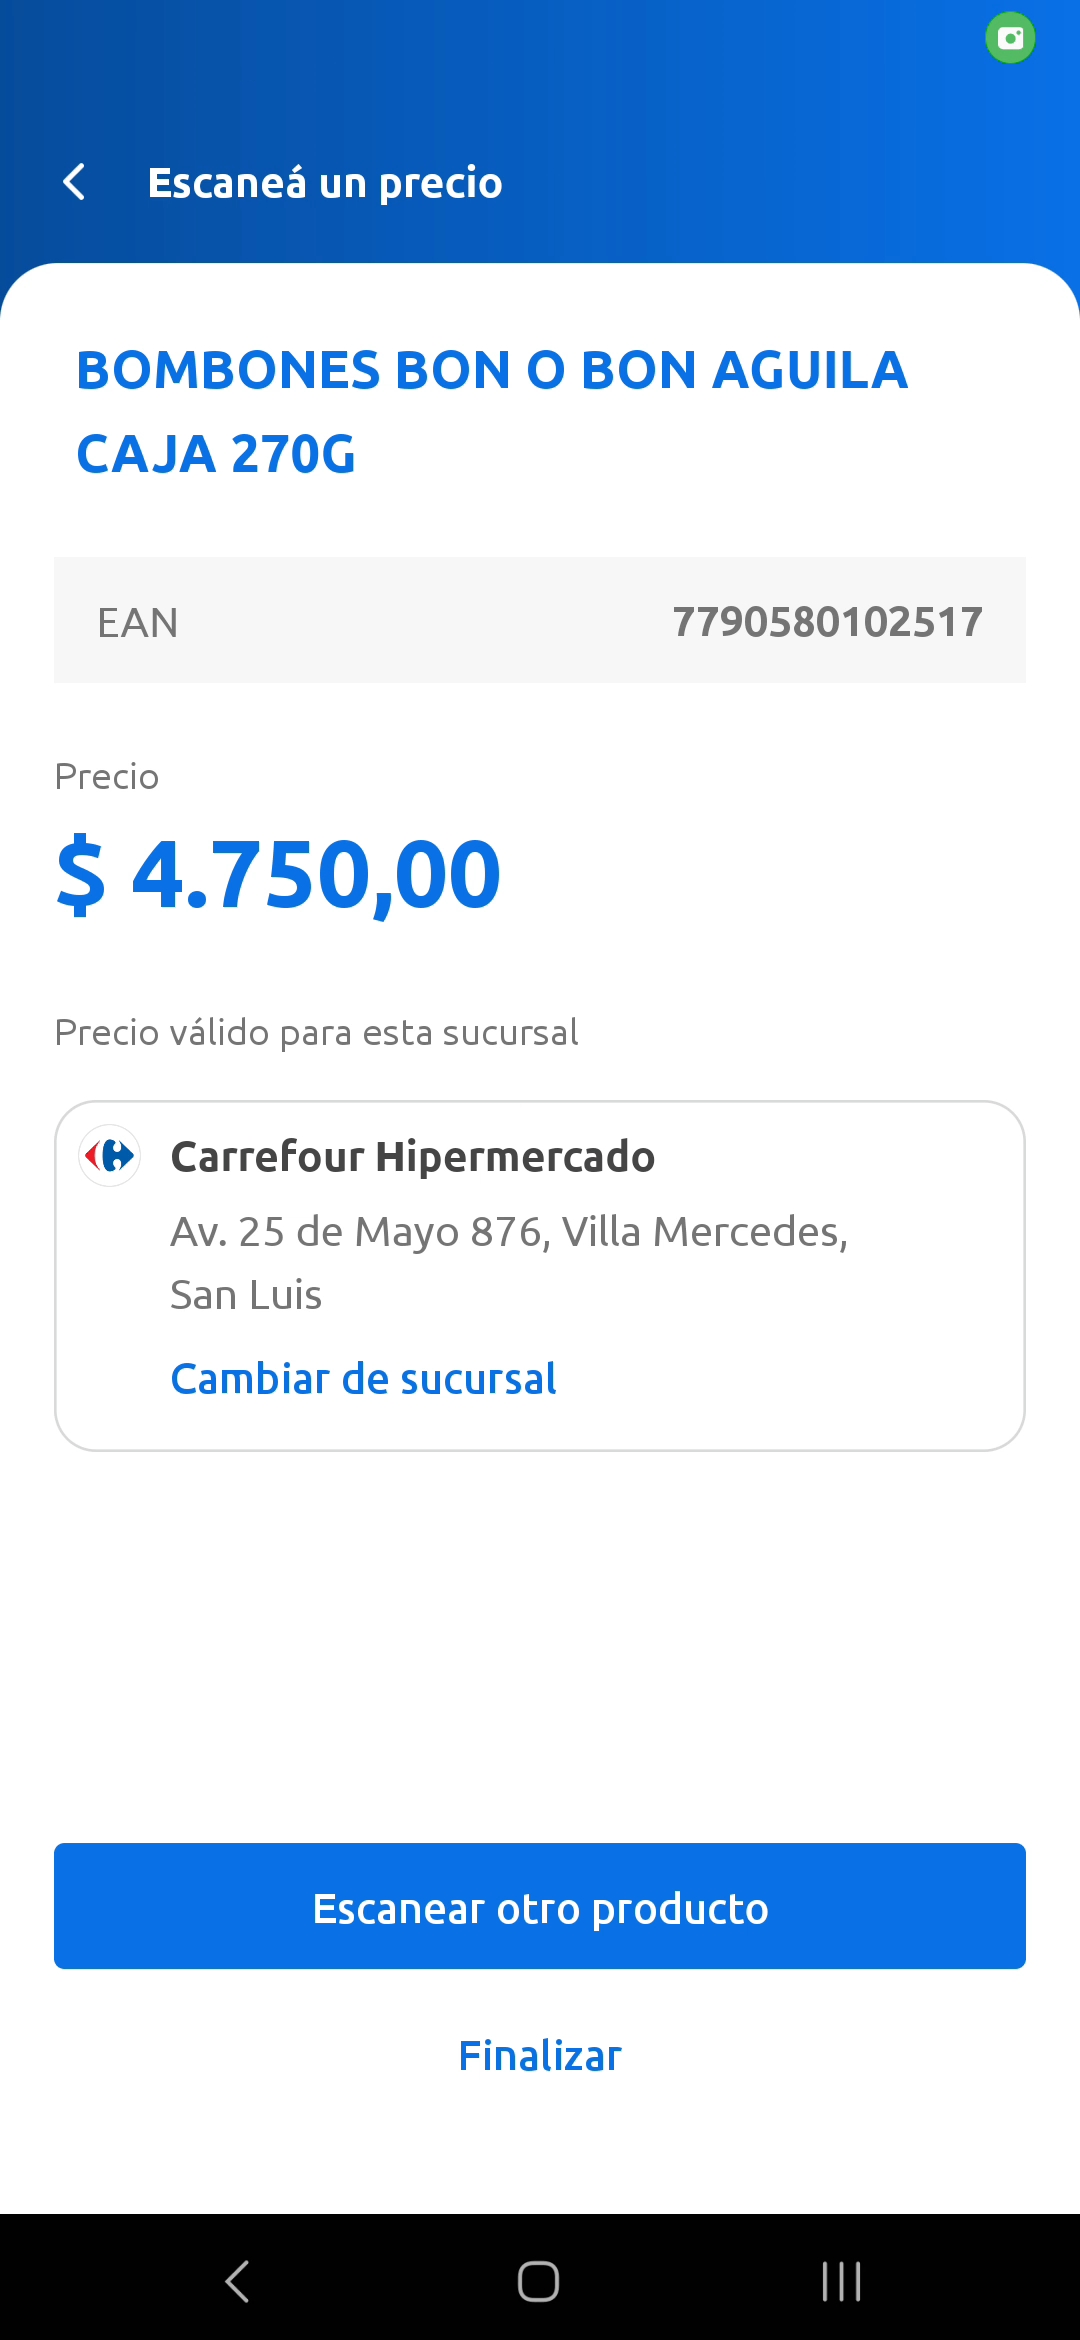 Escaneá un precio
BOMBONES BON O BON AGUILA
CAJA 270G
EAN 7790580102517
Precio
$ 4.750,00
Precio válido para esta sucursal
Carrefour Hipermercado
Av. 25 de Mayo 876, Villa Mercedes,
San Luis
Cambiar de sucursal
Escanear otro producto
Finalizar